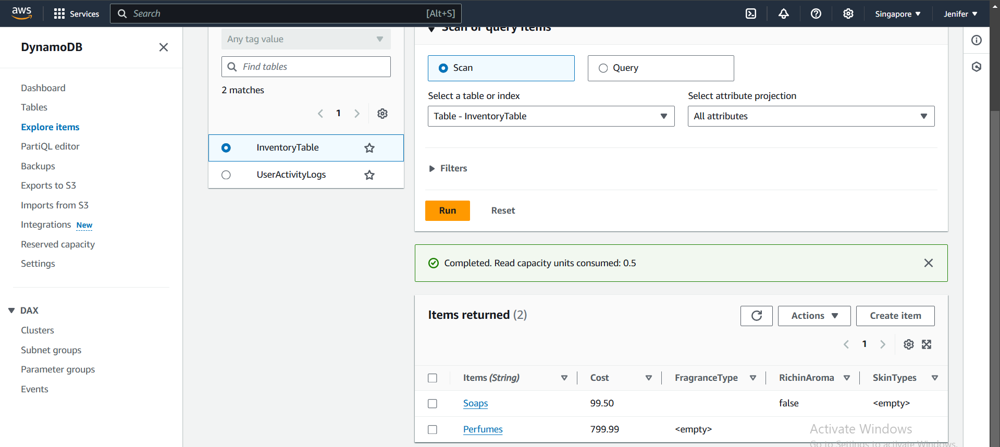 aws
Services
Search
[Alt+S]
Singapore
Jenifer
DynamoDB
Dashboard
Tables
Explore items
PartiQL editor
Backups
Exports to S3
Imports from S3
Integrations New
Reserved capacity
Settings
DAX
Clusters
Subnet groups
Parameter groups
Events
Any tag value
Find tables
2 matches
1
InventoryTable
UserActivityLogs
Scan or query items
Scan
Query
Select a table or index
Select attribute projection
Table - InventoryTable
All attributes
Filters
Run
Reset
Completed. Read capacity units consumed: 0.5
Items returned (2)
Actions
Create item
1
Items (String) Cost FragranceType RichinAroma SkinTypes
Soaps 99.50 false <empty>
Perfumes 799.99 <empty>
Activate Windows
Go to Settings to activate Windows.